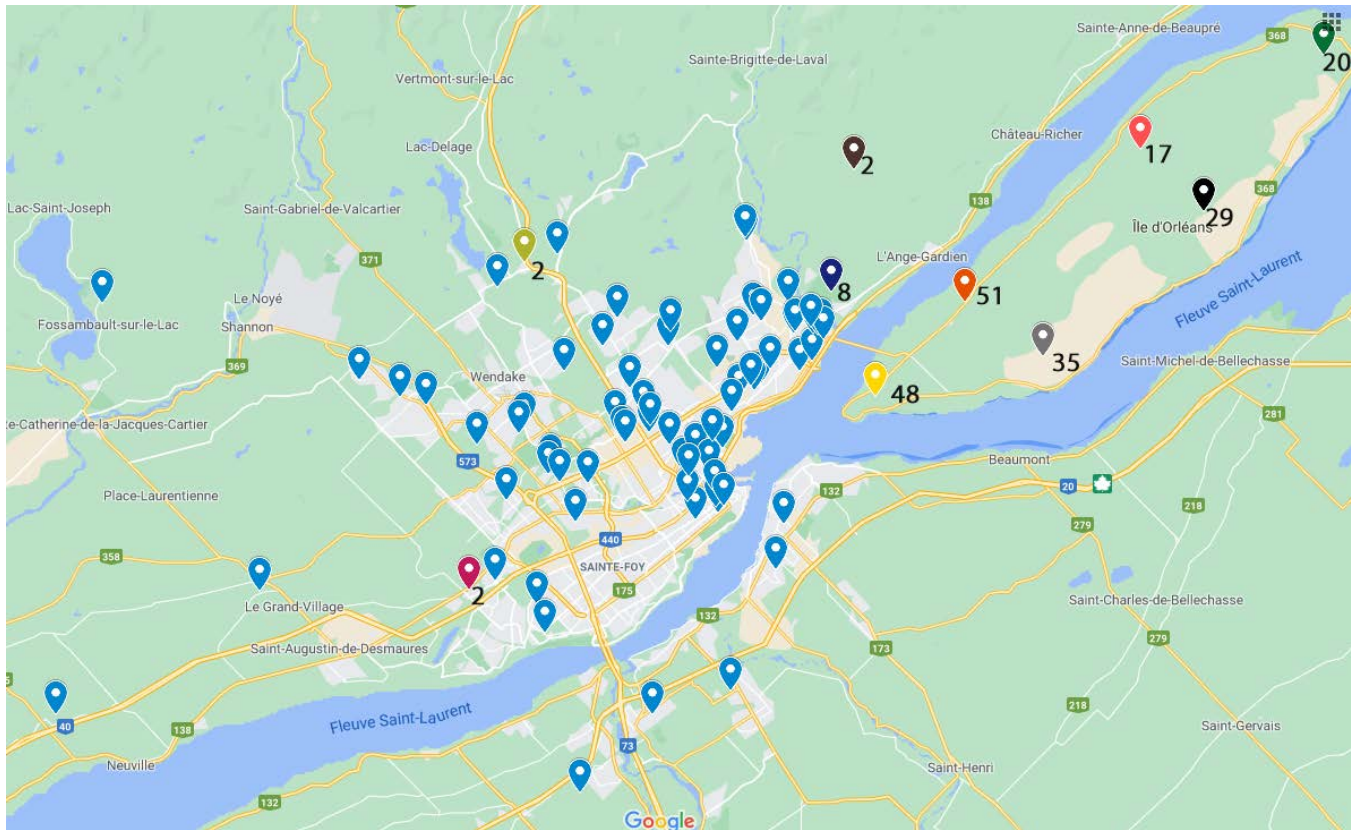 Sainte-Anne-de-Beaupré
368
20
Sainte-Brigitte-de-Laval
Vertmont-sur-le-Lac
Château-Richer
17
Lac-Delage
2
138
Lac-Saint-Joseph
Saint-Gabriel-de-Valcartier
368
29
Île d'Orléans
371
2
L'Ange-Gardien
8
51
Fleuve Saint-Laurent
Le Noyé
Fossambault-sur-le-Lac
Shannon
35
Saint-Michel-de-Bellechasse
369
Wendake
48
281
te-Catherine-de-la-Jacques-Cartier
573
Beaumont
20
132
Place-Laurentienne
218
279
440
358
SAINTE-FOY
175
2
Le Grand-Village
132
Saint-Charles-de-Bellechasse
279
Saint-Augustin-de-Desmaures
173
Fleuve Saint-Laurent
218
40
138
Saint-Gervais
73
Neuville
Saint-Henri
132
Google